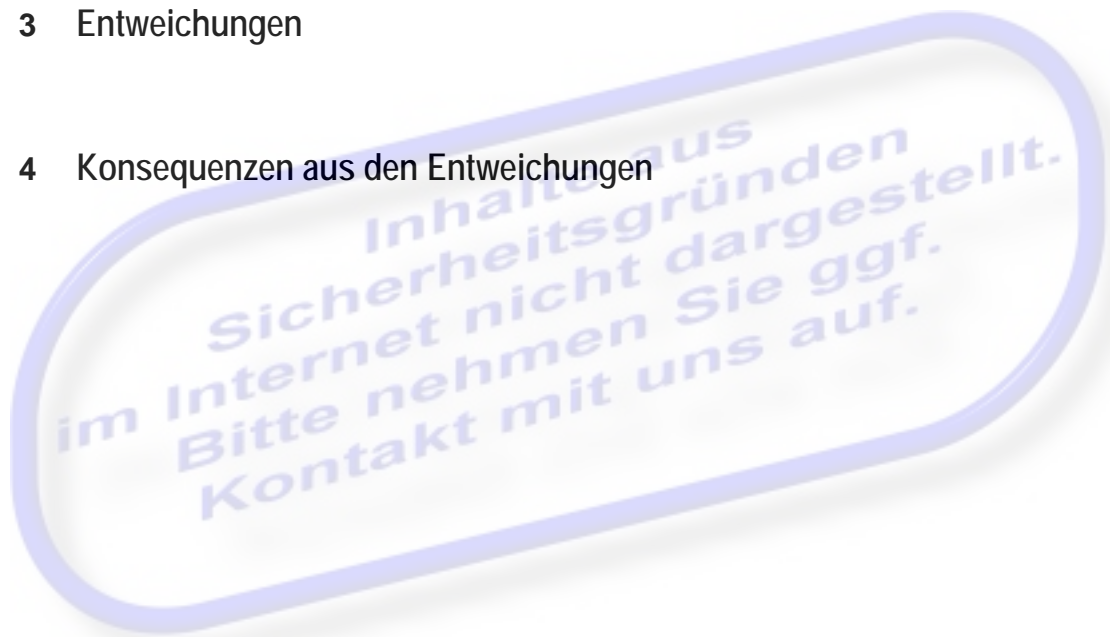 3 Entweichungen
4 Konsequenzen aus den Entweichungen
Inhalte aus
Sicherheitsgründen
im Internet nicht dargestellt.
Bitte nehmen Sie ggf.
Kontakt mit uns auf.